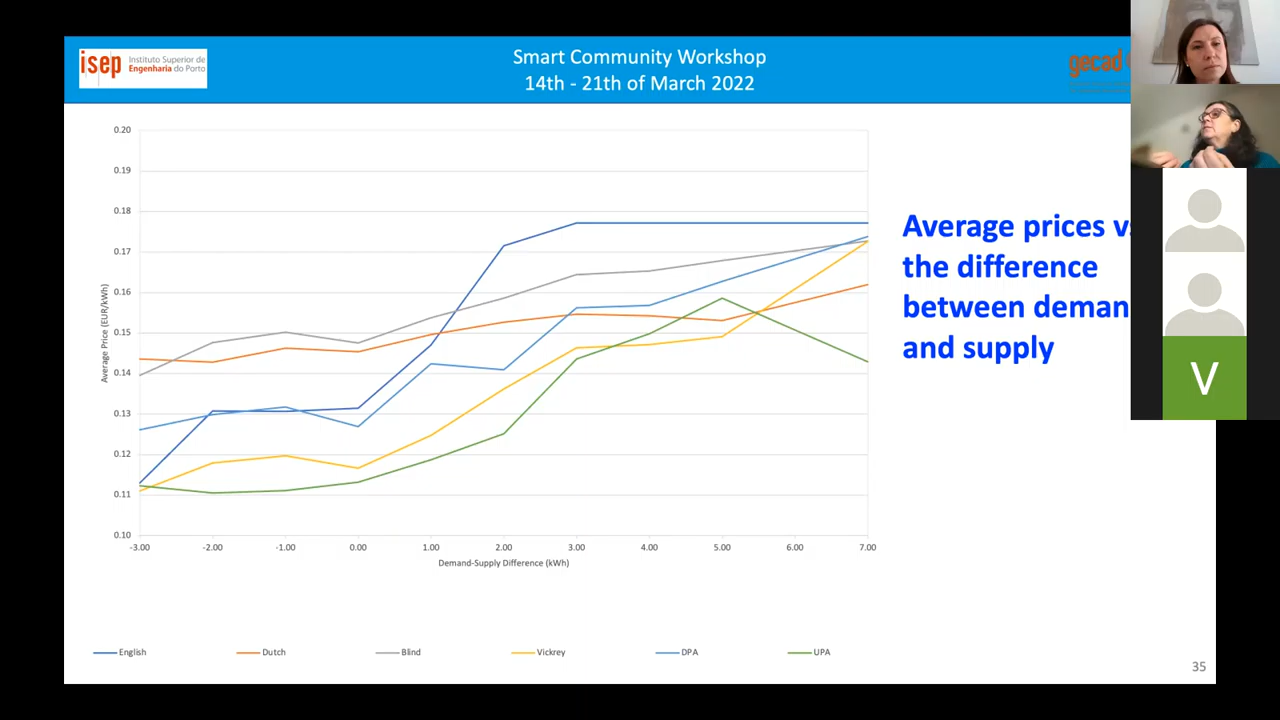 isep
Instituto Superior de
Engenharia do Porto
Smart Community Workshop
14th - 21th of March 2022
gecad
Average prices
the difference
between
and supply
0.20
0.19
0.18
0.17
0.16
0.15
0.14
0.13
0.12
0.11
0.10
Average Price (EUR/kWh)
-3.00 -2.00 -1.00 0.00 1.00 2.00 3.00 4.00 5.00 6.00 7.00
Demand-Supply Difference (kWh)
English Dutch Blind Vickrey DPA UPA
35
V